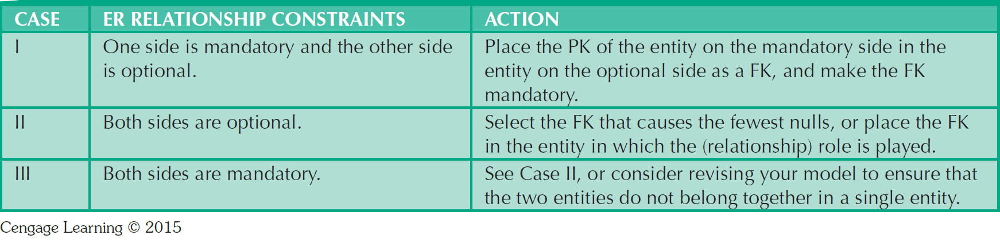 CASE ER RELATIONSHIP CONSTRAINTS ACTION
I One side is mandatory and the other side Place the PK of the entity on the mandatory side in the
is optional. entity on the optional side as a FK, and make the FK
mandatory.
II Both sides are optional. Select the FK that causes the fewest nulls, or place the FK
in the entity in which the (relationship) role is played.
III Both sides are mandatory. See Case II, or consider revising your model to ensure that
the two entities do not belong together in a single entity.
Cengage Learning © 2015